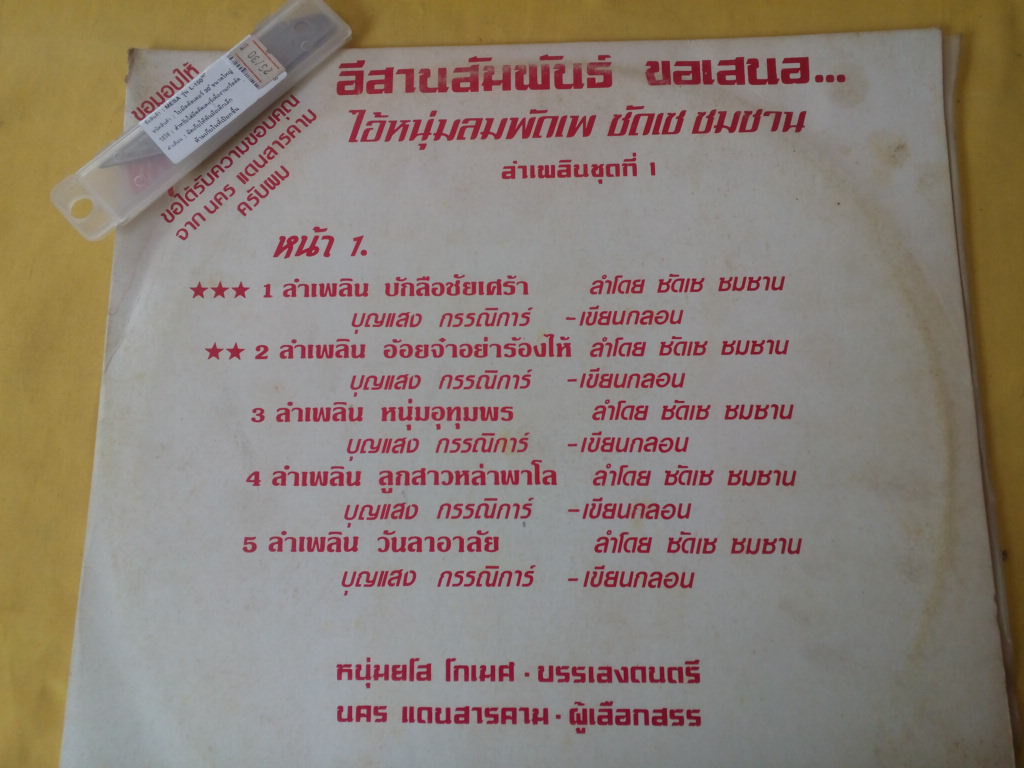 ขอมอบให้
ขอได้รับความขอบคุณ
จาก นคร แดนสารคาม
ครับผม
อีสานสัมพันธ์ ขอเสนอ...
ไอ้หนุ่มลมพัดเพ ชัดเช ชมชาน
ลำเพลินชุดที่ 1
หน้า 1.
★★★ 1 ลำเพลิน บักลือชัยเศร้า ลำโดย ชัดเช ชมชาน
บุญแสง กรรณิการ์ - เขียนกลอน
★★ 2 ลำเพลิน อ้อยจ๋าอย่าร้องไห้ ลำโดย ชัดเช ชมชาน
บุญแสง กรรณิการ์ - เขียนกลอน
3 ลำเพลิน หนุ่มอุทุมพร ลำโดย ชัดเช ชมชาน
บุญแสง กรรณิการ์ - เขียนกลอน
4 ลำเพลิน ลูกสาวหล่าพาโล ลำโดย ชัดเช ชมชาน
บุญแสง กรรณิการ์ - เขียนกลอน
5 ลำเพลิน วันลาอาลัย ลำโดย ชัดเช ชมชาน
บุญแสง กรรณิการ์ - เขียนกลอน
หนุ่มยโส โกเมศ · บรรเลงดนตรี
นคร แดนสารคาม · ผู้เลือกสรร